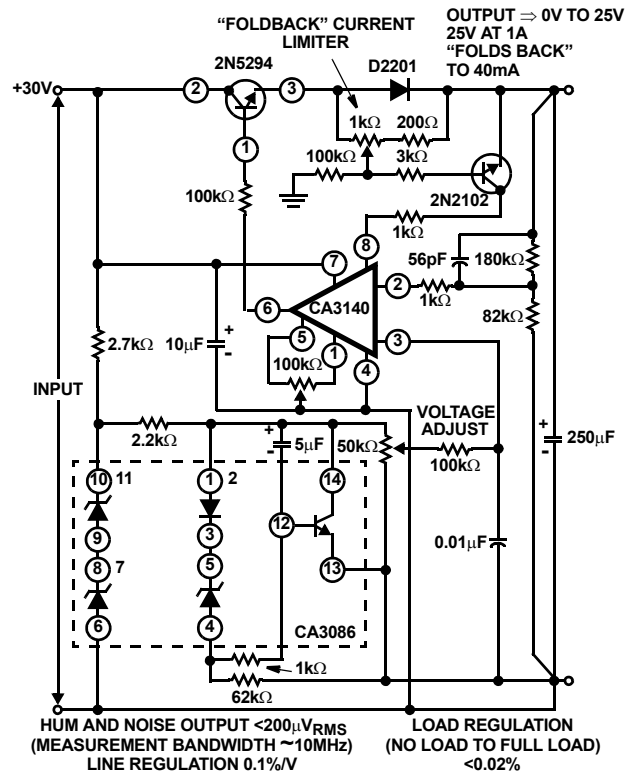 "FOLDBACK" CURRENT
LIMITER
OUTPUT ⇒ 0V TO 25V
25V AT 1A
"FOLDS BACK"
TO 40mA
2N5294
D2201
+30V
2
3
1kΩ
200Ω
1
100kΩ
3kΩ
100kΩ
2N2102
1kΩ
8
7
56pF
180kΩ
6
CA3140
2
1kΩ
82kΩ
2.7kΩ
10μF
+
-
5
1
3
4
100kΩ
INPUT
VOLTAGE
ADJUST
2.2kΩ
+
-
5μF
50kΩ
100kΩ
+
-
250μF
10
11
1
2
14
9
3
12
0.01μF
8
7
5
13
6
4
CA3086
1kΩ
62kΩ
HUM AND NOISE OUTPUT <200μVRMS
(MEASUREMENT BANDWIDTH ~10MHz)
LINE REGULATION 0.1%/V
LOAD REGULATION
(NO LOAD TO FULL LOAD)
<0.02%